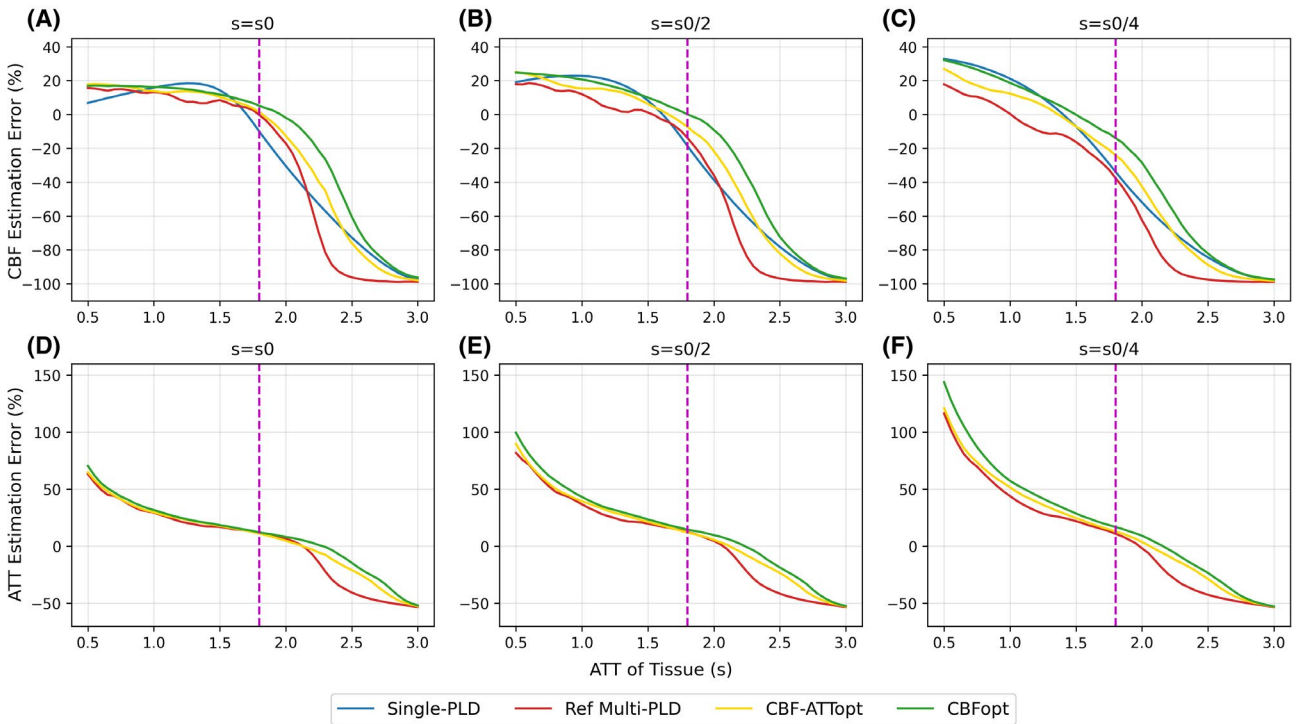 (A) s=s0
(B) s=s0/2
(C) s=s0/4
CBF Estimation Error (%)
40
20
0
−20
−40
−60
−80
−100
0.5 1.0 1.5 2.0 2.5 3.0
40
20
0
−20
−40
−60
−80
−100
0.5 1.0 1.5 2.0 2.5 3.0
40
20
0
−20
−40
−60
−80
−100
0.5 1.0 1.5 2.0 2.5 3.0
(D) s=s0
(E) s=s0/2
(F) s=s0/4
ATT Estimation Error (%)
150
100
50
0
−50
0.5 1.0 1.5 2.0 2.5 3.0
150
100
50
0
−50
0.5 1.0 1.5 2.0 2.5 3.0
150
100
50
0
−50
0.5 1.0 1.5 2.0 2.5 3.0
ATT of Tissue (s)
Single-PLD Ref Multi-PLD CBF-ATTopt CBFopt